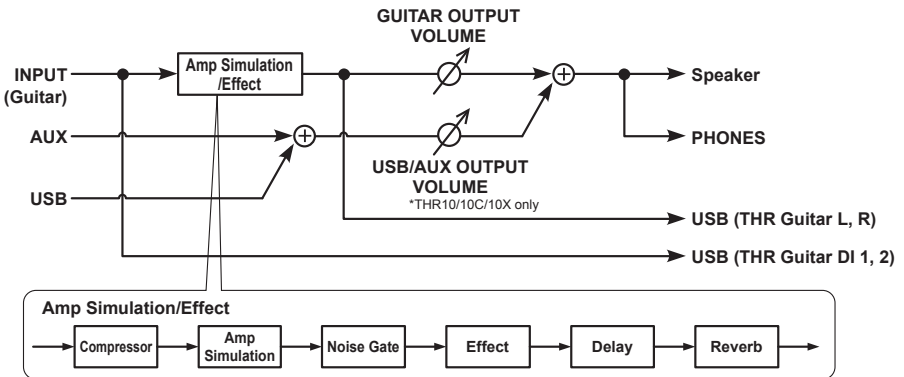 GUITAR OUTPUT
VOLUME
INPUT
(Guitar)
Amp Simulation
/Effect
Speaker
AUX
PHONES
USB/AUX OUTPUT
VOLUME
*THR10/10C/10X only
USB
USB (THR Guitar L, R)
USB (THR Guitar DI 1, 2)
Amp Simulation/Effect
Compressor
Amp
Simulation
Noise Gate
Effect
Delay
Reverb